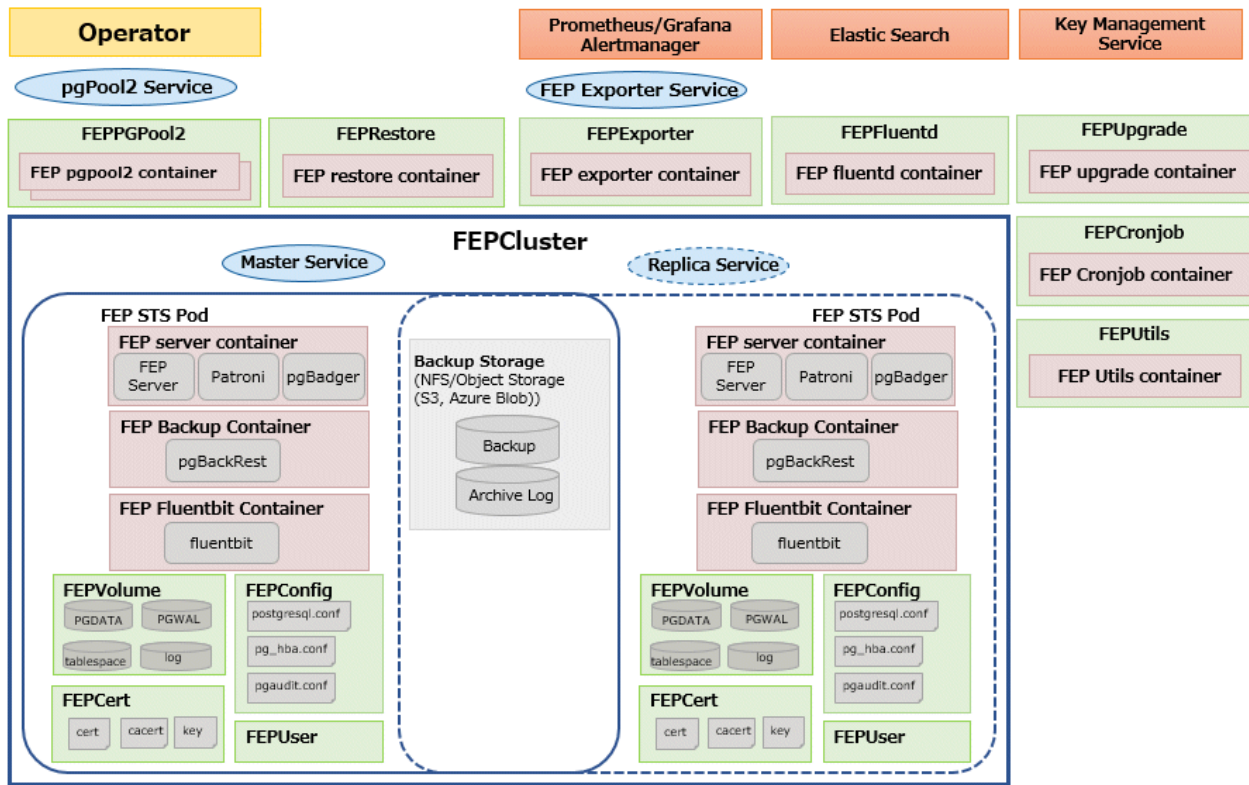 Operator
Prometheus/Grafana
Alertmanager
Elastic Search
Key Management
Service
pgPool2 Service
FEP Exporter Service
FEPPGPool2
FEP pgpool2 container
FEPRestore
FEP restore container
FEPExporter
FEP exporter container
FEPFluentd
FEP fluentd container
FEPUpgrade
FEP upgrade container
FEPCronjob
FEP Cronjob container
FEPUtils
FEP Utils container
FEPCluster
Master Service
Replica Service
FEP STS Pod
FEP server container
FEP
Server
Patroni
pgBadger
FEP Backup Container
pgBackRest
FEP Fluentbit Container
fluentbit
FEPVolume
PGDATA
PGWAL
tablespace
log
FEPConfig
postgresql.conf
pg_hba.conf
pgaudit.conf
FEPCert
cert
cacert
key
FEPUser
Backup Storage
(NFS/Object Storage
(S3, Azure Blob))
Backup
Archive Log
FEP STS Pod
FEP server container
FEP
Server
Patroni
pgBadger
FEP Backup Container
pgBackRest
FEP Fluentbit Container
fluentbit
FEPVolume
PGDATA
PGWAL
tablespace
log
FEPConfig
postgresql.conf
pg_hba.conf
pgaudit.conf
FEPCert
cert
cacert
key
FEPUser